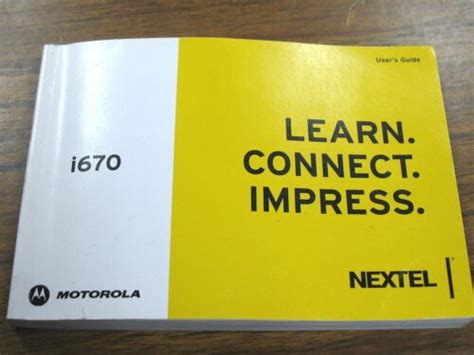 User's Guide
i670
LEARN.
CONNECT.
IMPRESS.
MOTOROLA
NEXTEL